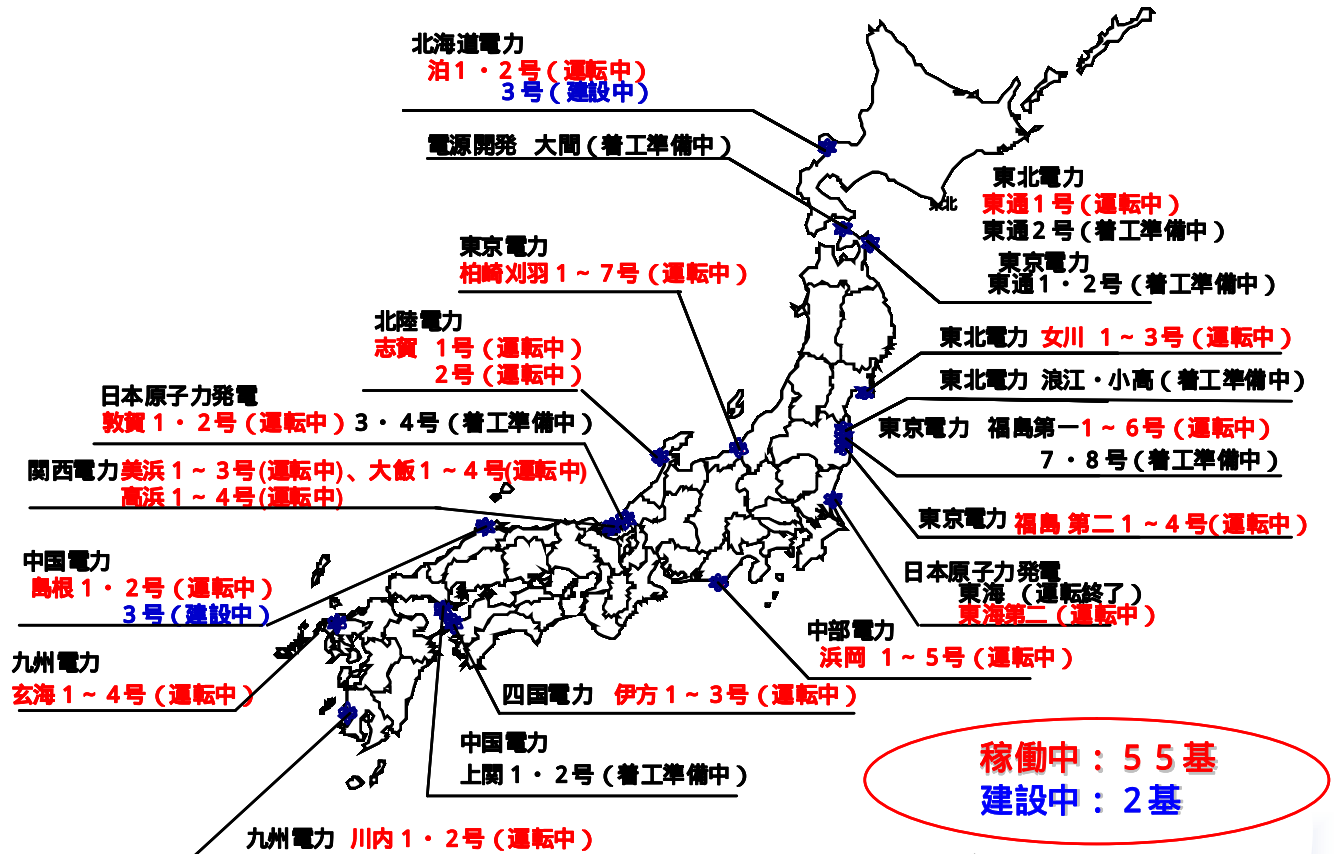 北海道電力
泊１・２号（運転中）
３号（建設中）
電源開発　大間（着工準備中）
東北電力
東北
東通１号（運転中）
東通２号（着工準備中）
東京電力
東通１・２号（着工準備中）
東京電力
柏崎刈羽１～７号（運転中）
北陸電力
志賀　１号（運転中）
２号（運転中）
東北電力　女川　１～３号（運転中）
東北電力　浪江・小高（着工準備中）
日本原子力発電
敦賀１・２号（運転中）３・４号（着工準備中）
東京電力　福島第一１～６号（運転中）
７・８号（着工準備中）
関西電力美浜１～３号(運転中)、大飯１～４号(運転中)
高浜１～４号(運転中)
東京電力　福島 第二１～４号(運転中)
中国電力
島根１・２号（運転中）
３号（建設中）
日本原子力発電
東海　（運転終了）
東海第二（運転中）
中部電力
浜岡　１～５号（運転中）
九州電力
玄海１～４号（運転中）
四国電力　伊方１～３号（運転中）
中国電力
上関１・２号（着工準備中）
九州電力　川内１・２号（運転中）
稼働中：５５基
建設中：２基